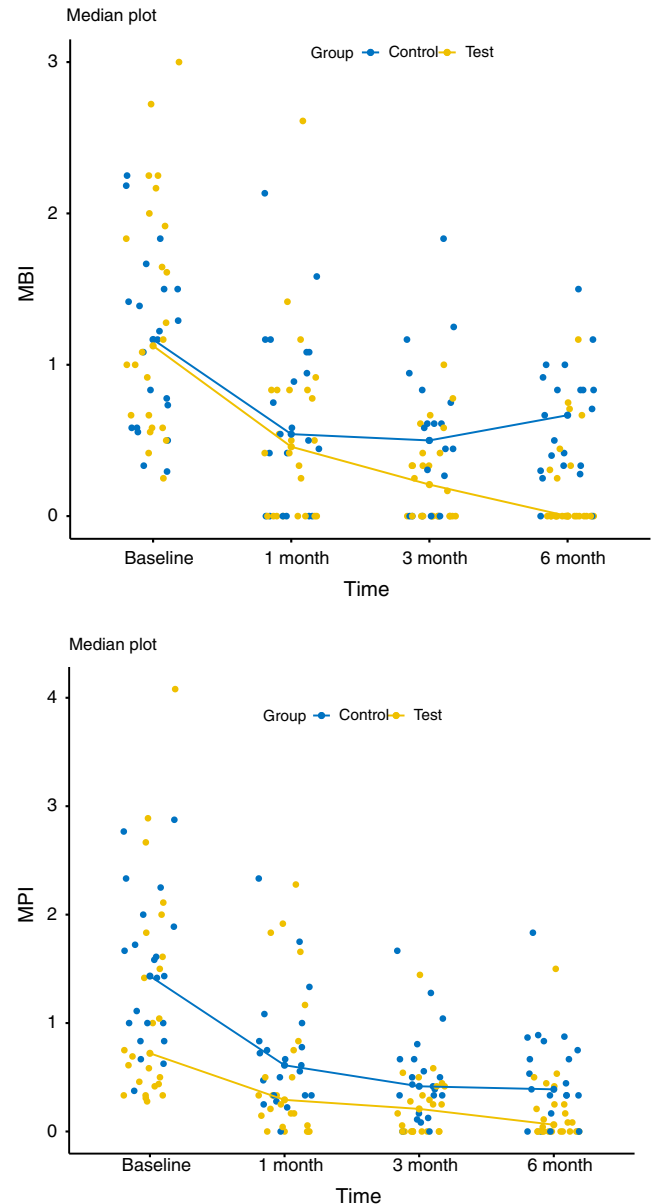 Median plot
Group Control Test
3
2
1
0
MBI
Baseline 1 month 3 month 6 month
Time
Median plot
Group Control Test
4
3
2
1
0
MPI
Baseline 1 month 3 month 6 month
Time